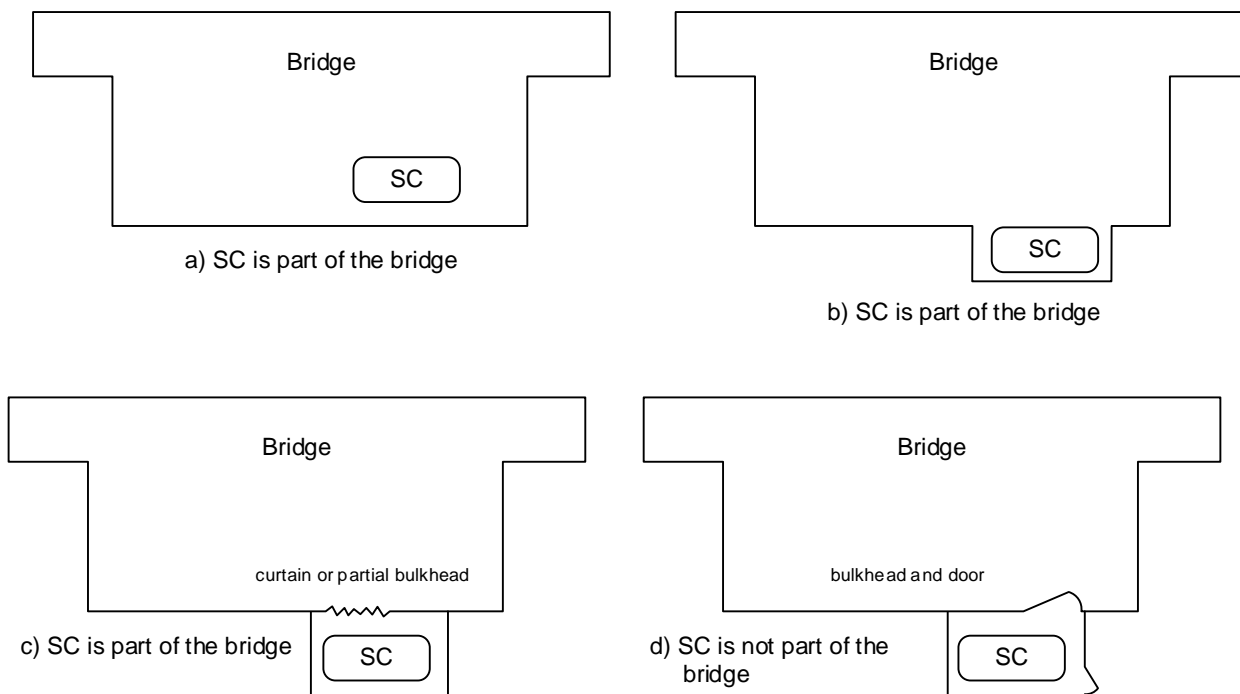 Bridge
SC
a) SC is part of the bridge
Bridge
SC
b) SC is part of the bridge
Bridge
curtain or partial bulkhead
SC
c) SC is part of the bridge
Bridge
bulkhead and door
SC
d) SC is not part of the
bridge